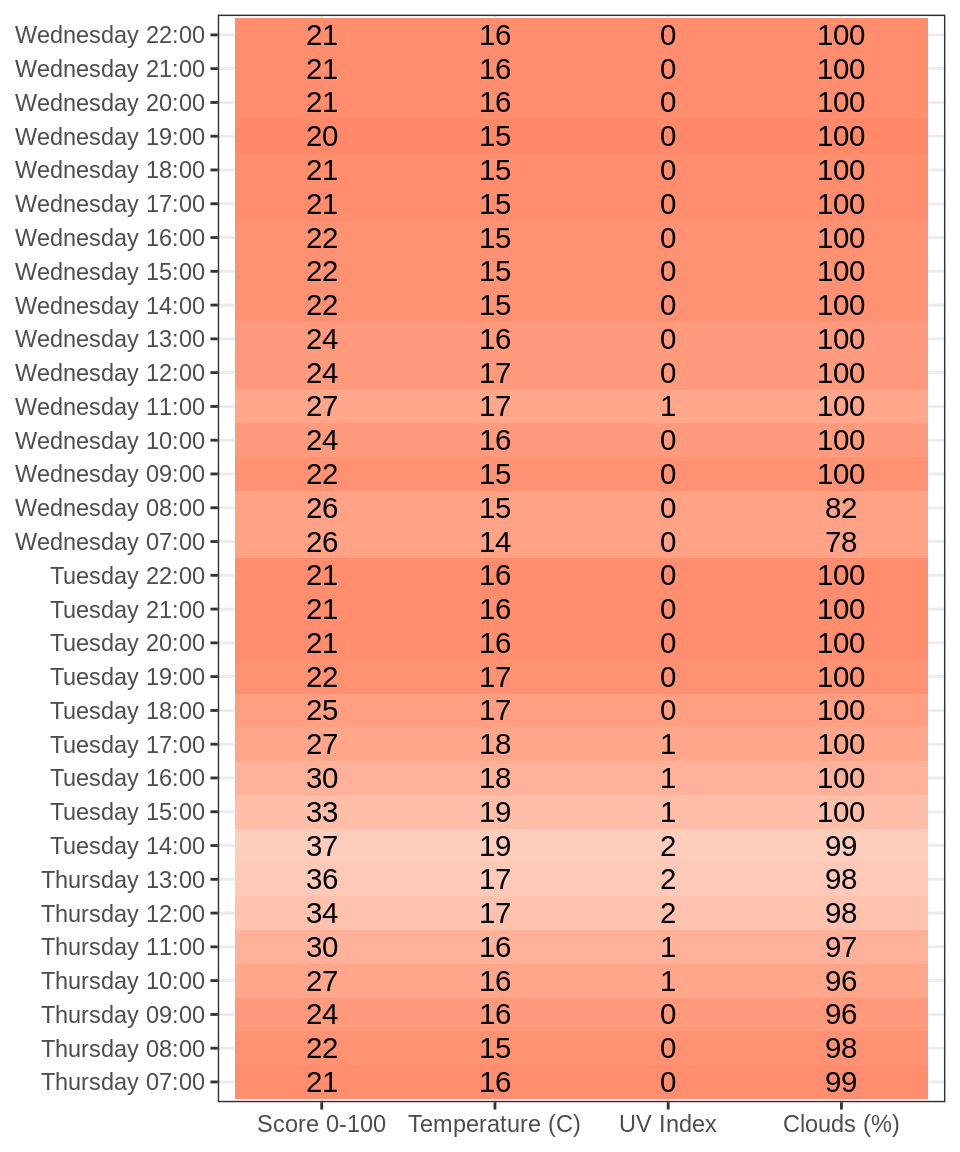 Wednesday 22:00 21 16 0 100
Wednesday 21:00 21 16 0 100
Wednesday 20:00 21 16 0 100
Wednesday 19:00 20 15 0 100
Wednesday 18:00 21 15 0 100
Wednesday 17:00 21 15 0 100
Wednesday 16:00 22 15 0 100
Wednesday 15:00 22 15 0 100
Wednesday 14:00 22 15 0 100
Wednesday 13:00 24 16 0 100
Wednesday 12:00 24 17 0 100
Wednesday 11:00 27 17 1 100
Wednesday 10:00 24 16 0 100
Wednesday 09:00 22 15 0 100
Wednesday 08:00 26 15 0 82
Wednesday 07:00 26 14 0 78
Tuesday 22:00 21 16 0 100
Tuesday 21:00 21 16 0 100
Tuesday 20:00 21 16 0 100
Tuesday 19:00 22 17 0 100
Tuesday 18:00 25 17 0 100
Tuesday 17:00 27 18 1 100
Tuesday 16:00 30 18 1 100
Tuesday 15:00 33 19 1 100
Tuesday 14:00 37 19 2 99
Thursday 13:00 36 17 2 98
Thursday 12:00 34 17 2 98
Thursday 11:00 30 16 1 97
Thursday 10:00 27 16 1 96
Thursday 09:00 24 16 0 96
Thursday 08:00 22 15 0 98
Thursday 07:00 21 16 0 99
Score 0-100 Temperature (C) UV Index Clouds (%)